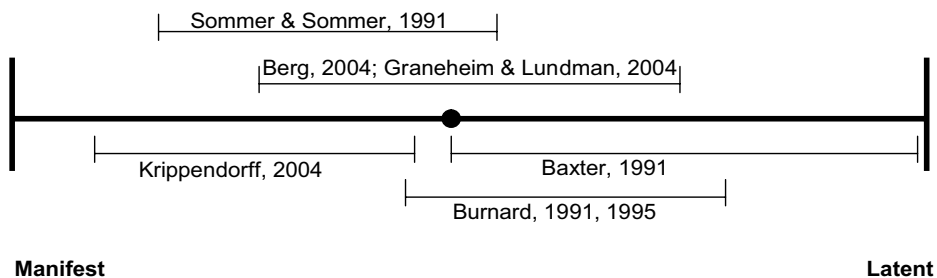 Sommer & Sommer, 1991
Berg, 2004; Graneheim & Lundman, 2004
Krippendorff, 2004
Baxter, 1991
Burnard, 1991, 1995
Manifest
Latent